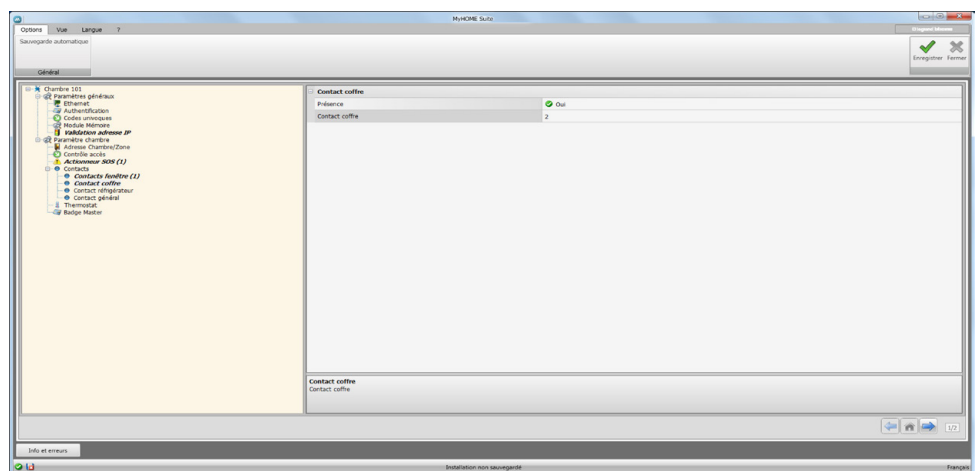 MyHOME Suite
Options Vue Langue ?
Sauvegarde automatique
Enregistrer Fermer
Général
Chambre 101
Paramètres généraux
Ethernet
Authentification
Codes univoques
Module Mémoire
Validation adresse IP
Paramètre chambre
Adresse Chambre/Zone
Contrôle accès
Actionneur SOS (1)
Contacts
Contacts fenêtre (1)
Contact coffre
Contact réfrigérateur
Contact général
Thermostat
Badge Master
Contact coffre
Présence Oui
Contact coffre 2
Contact coffre
Contact coffre
1/2
Info et erreurs
Installation non sauvegardé
Français